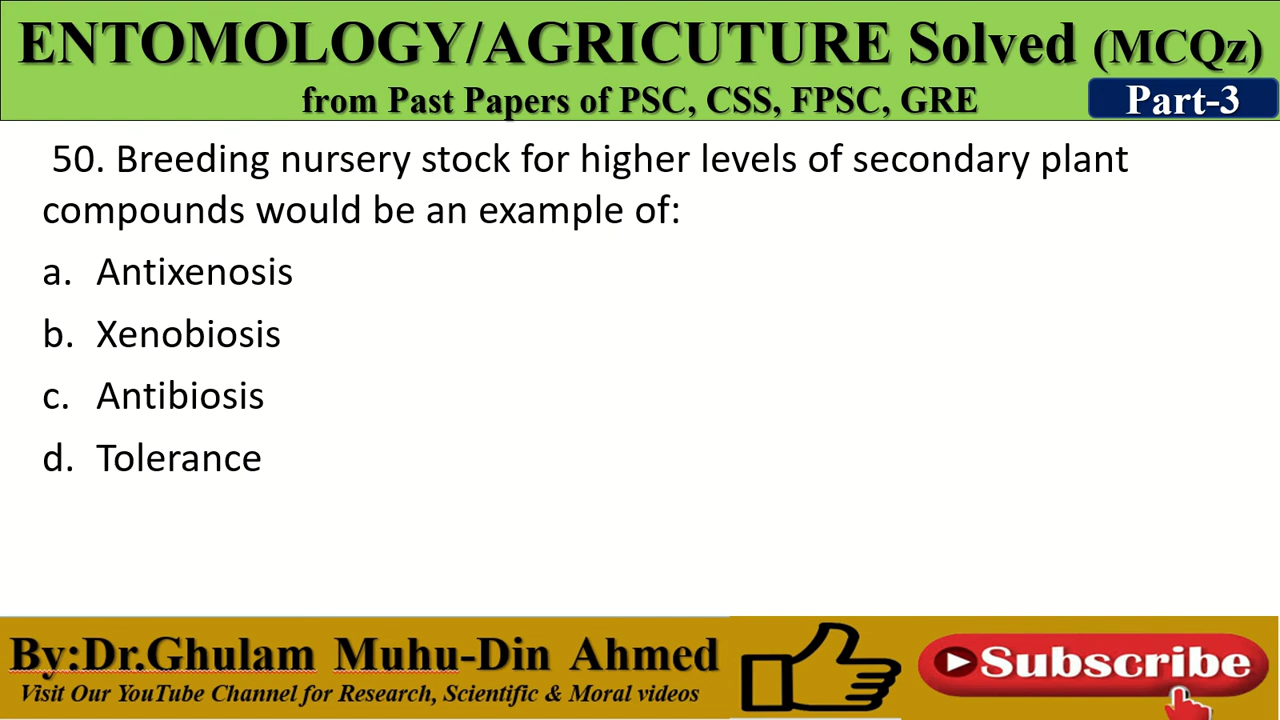 ENTOMOLOGY/AGRICUTURE Solved (MCQz)
from Past Papers of PSC, CSS, FPSC, GRE
Part-3
50. Breeding nursery stock for higher levels of secondary plant
compounds would be an example of:
a. Antixenosis
b. Xenobiosis
c. Antibiosis
d. Tolerance
By:Dr.Ghulam Muhu-Din Ahmed
Visit Our YouTube Channel for Research, Scientific & Moral videos
Subscribe